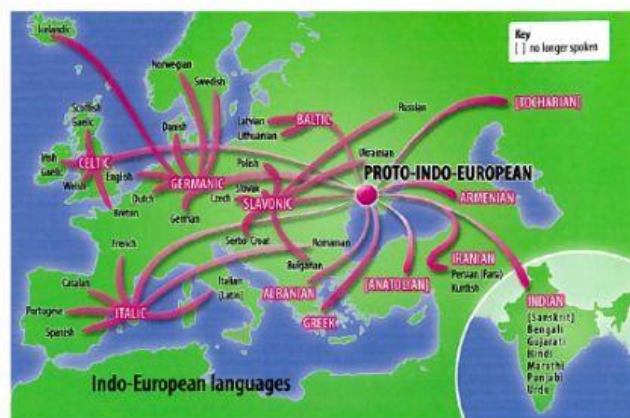 Icelandic
Key
[ ] no longer spoken
Norwegian
Swedish
Scottish
Gaelic
Danish
Latvian
Lithuanian
BALTIC
Russian
[TOCHARIAN]
Irish
Gaelic
CELTIC
Welsh
English
Dutch
GERMANIC
Polish
Slovak
Czech
SLAVONIC
Ukrainian
PROTO-INDO-EUROPEAN
ARMENIAN
Breton
German
French
Serbo-Croat
Romanian
Bulgarian
IRANIAN
Persian (Farsi)
Kurdish
Catalan
Italian
[Latin]
ALBANIAN
[ANATOLIAN]
INDIAN
[Sanskrit]
Bengali
Gujarati
Hindi
Marathi
Punjabi
Urdu
Portugese
Spanish
ITALIC
GREEK
Indo-European languages